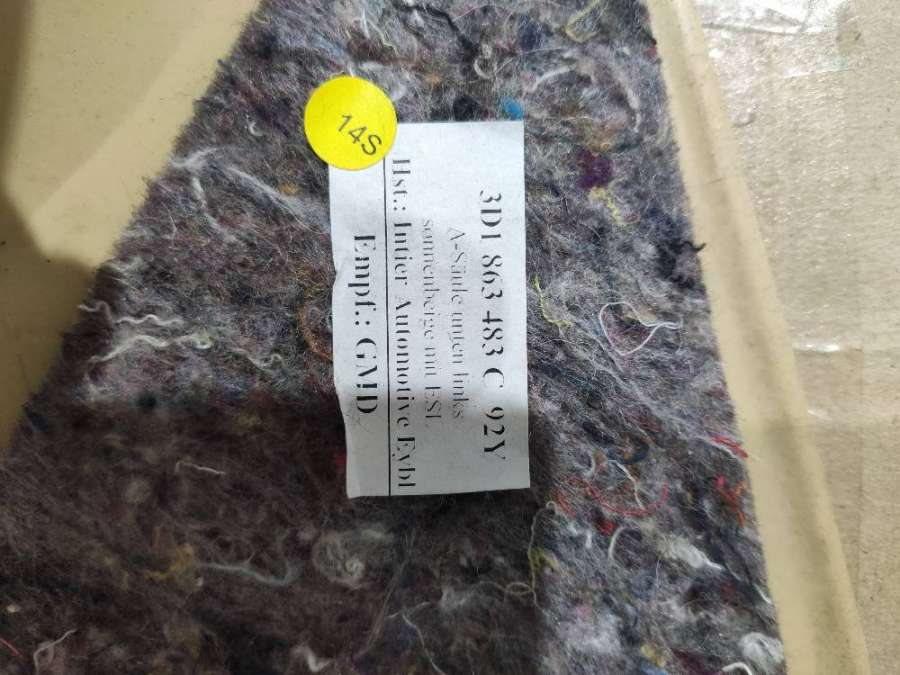 14S
3D1 863 483 C 92Y
A-Säule unten links
sonnenbeige mit ESL
Hst.: Intier Automotive Eybl
Empf.: GMD